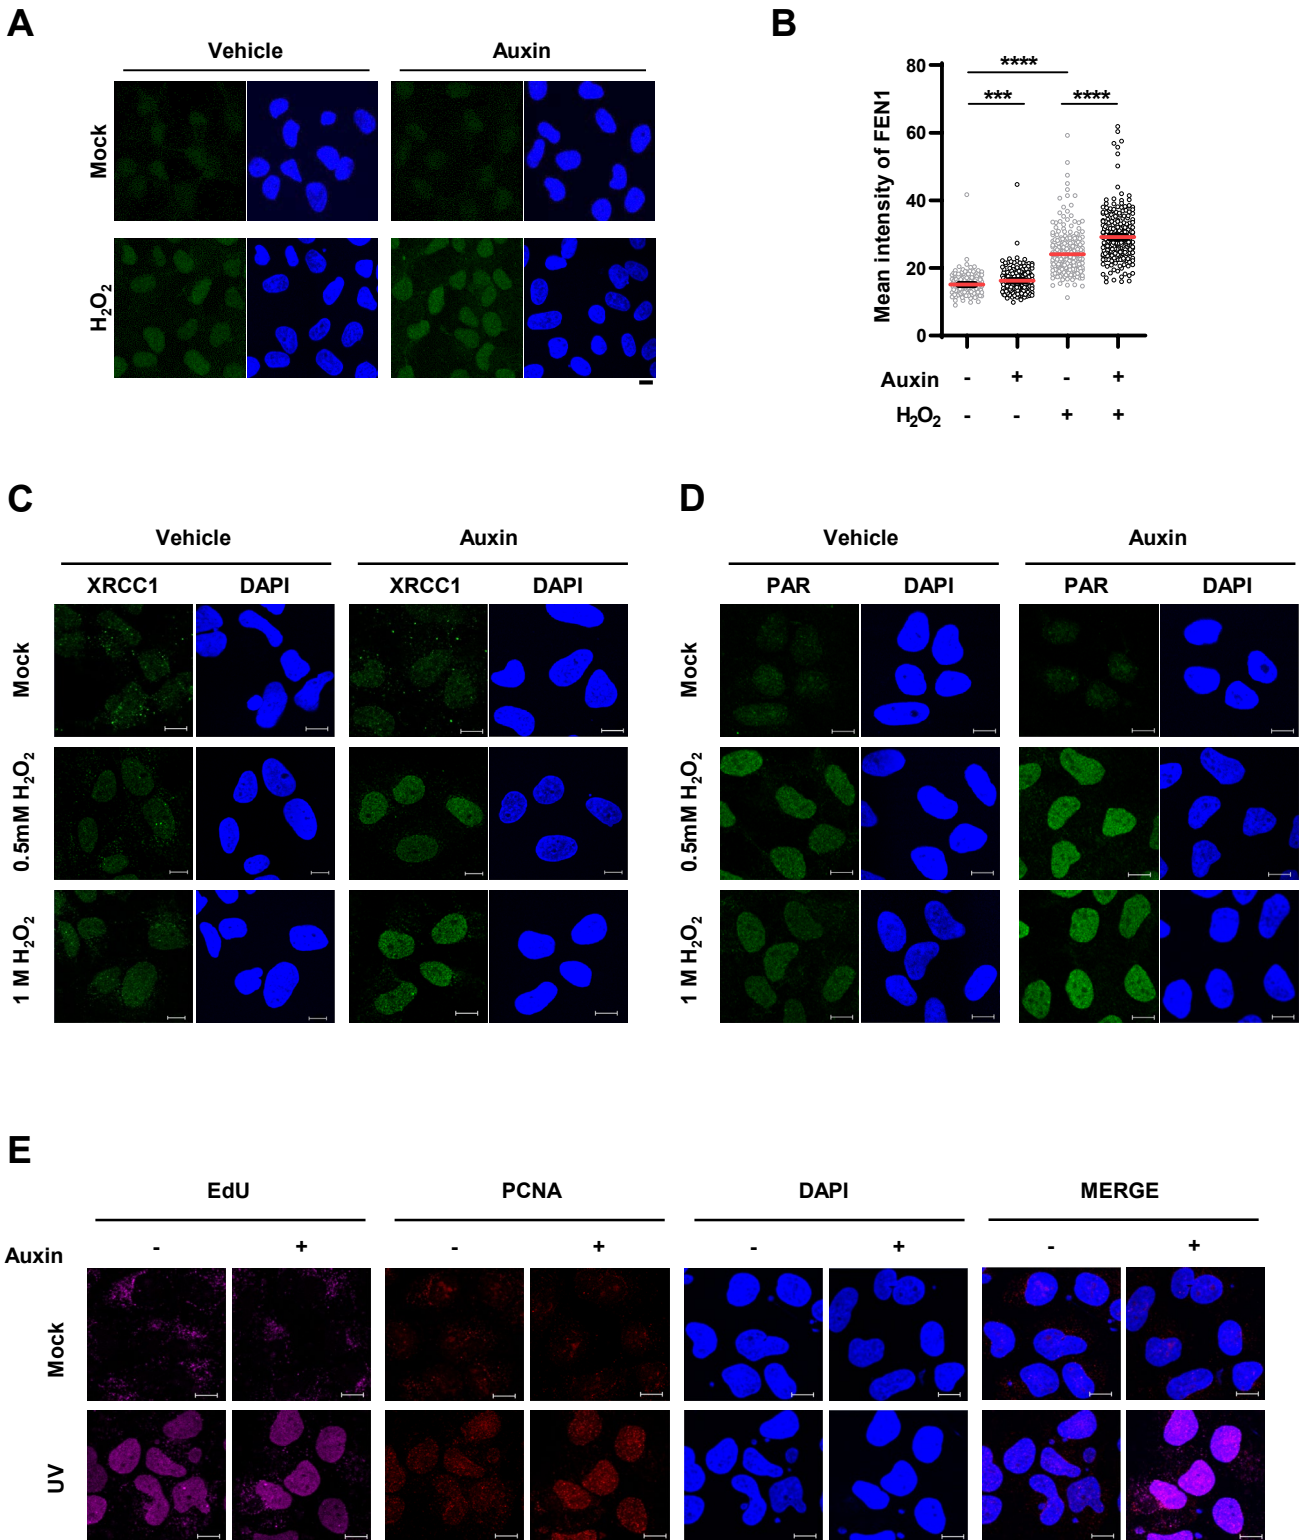 A
Vehicle
Auxin
Mock
H2O2
B
Mean intensity of FEN1
80
60
40
20
0
****
***
****
Auxin - + - +
H2O2 - - + +
C
Vehicle
Auxin
XRCC1 DAPI XRCC1 DAPI
Mock
0.5mM H2O2
1 M H2O2
D
Vehicle
Auxin
PAR DAPI PAR DAPI
Mock
0.5mM H2O2
1 M H2O2
E
EdU PCNA DAPI MERGE
Auxin - + - + - + - +
Mock
UV